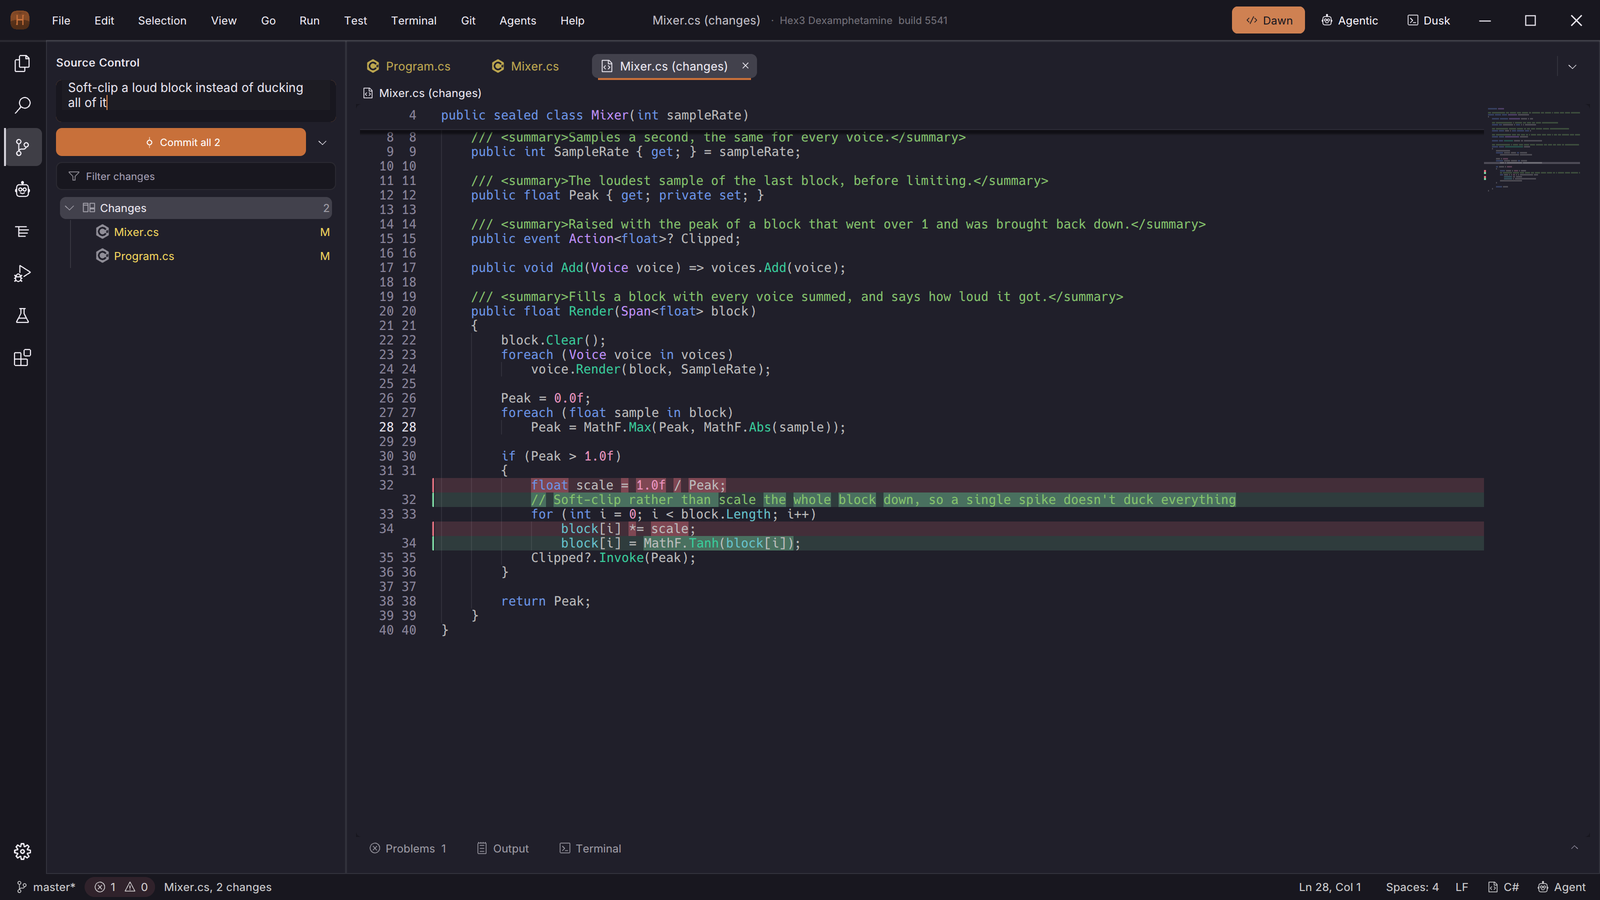 File Edit Selection View Go Run Test Terminal Git Agents Help
Mixer.cs (changes) · Hex3 Dexamphetamine build 5541
Dawn Agentic Dusk
Source Control
Soft-clip a loud block instead of ducking
all of it
Commit all 2
Filter changes
Changes 2
Mixer.cs M
Program.cs M
Program.cs Mixer.cs Mixer.cs (changes)
Mixer.cs (changes)
4 public sealed class Mixer(int sampleRate)
8 8 /// <summary>Samples a second, the same for every voice.</summary>
9 9 public int SampleRate { get; } = sampleRate;
10 10
11 11 /// <summary>The loudest sample of the last block, before limiting.</summary>
12 12 public float Peak { get; private set; }
13 13
14 14 /// <summary>Raised with the peak of a block that went over 1 and was brought back down.</summary>
15 15 public event Action<float>? Clipped;
16 16
17 17 public void Add(Voice voice) => voices.Add(voice);
18 18
19 19 /// <summary>Fills a block with every voice summed, and says how loud it got.</summary>
20 20 public float Render(Span<float> block)
21 21 {
22 22 block.Clear();
23 23 foreach (Voice voice in voices)
24 24 voice.Render(block, SampleRate);
25 25
26 26 Peak = 0.0f;
27 27 foreach (float sample in block)
28 28 Peak = MathF.Max(Peak, MathF.Abs(sample));
29 29
30 30 if (Peak > 1.0f)
31 31 {
32 float scale = 1.0f / Peak;
32 // Soft-clip rather than scale the whole block down, so a single spike doesn't duck everything
33 33 for (int i = 0; i < block.Length; i++)
34 block[i] *= scale;
34 block[i] = MathF.Tanh(block[i]);
35 35 Clipped?.Invoke(Peak);
36 36 }
37 37
38 38 return Peak;
39 39 }
40 40 }
Problems 1 Output Terminal
master* 1 0 Mixer.cs, 2 changes
Ln 28, Col 1 Spaces: 4 LF C# Agent